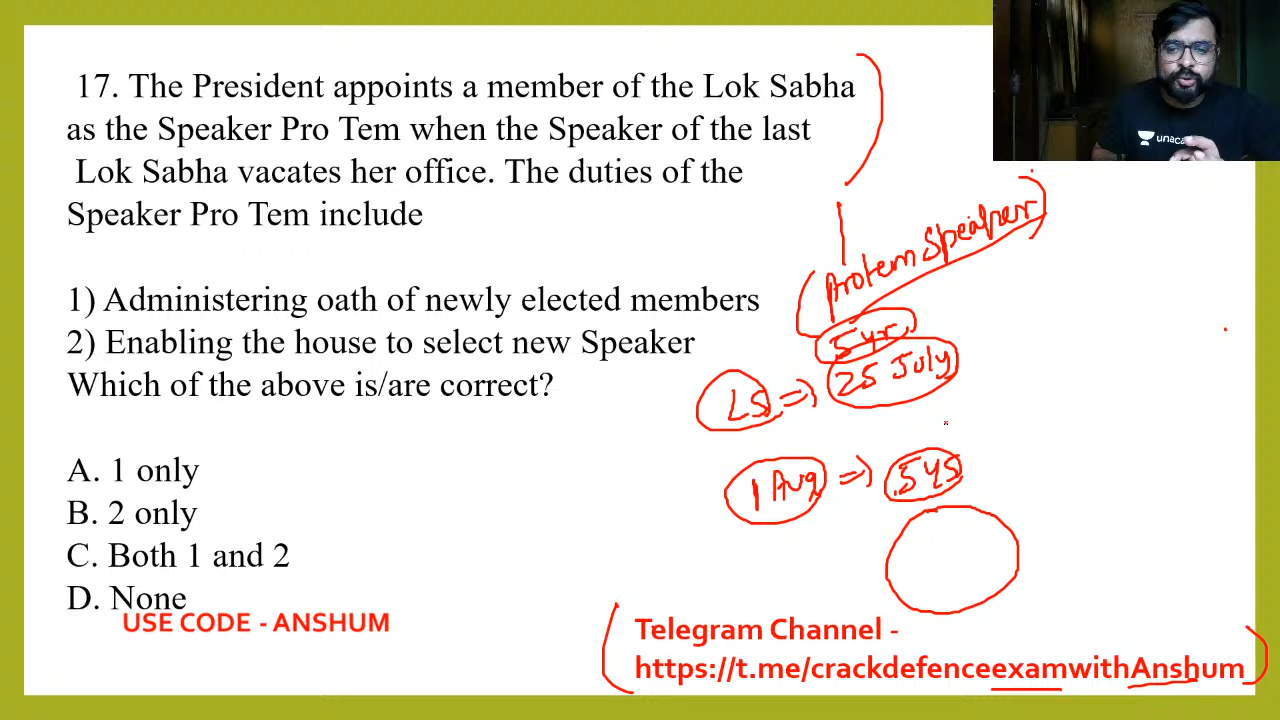 17. The President appoints a member of the Lok Sabha
as the Speaker Pro Tem when the Speaker of the last
Lok Sabha vacates her office. The duties of the
Speaker Pro Tem include
1) Administering oath of newly elected members
2) Enabling the house to select new Speaker
Which of the above is/are correct?
A. 1 only
B. 2 only
C. Both 1 and 2
D. None
USE CODE - ANSHUM
Protem Speaker
5 yr
LS => 25 July
1 Aug => 5 ys
Telegram Channel -
https://t.me/crackdefenceexamwithAnshum